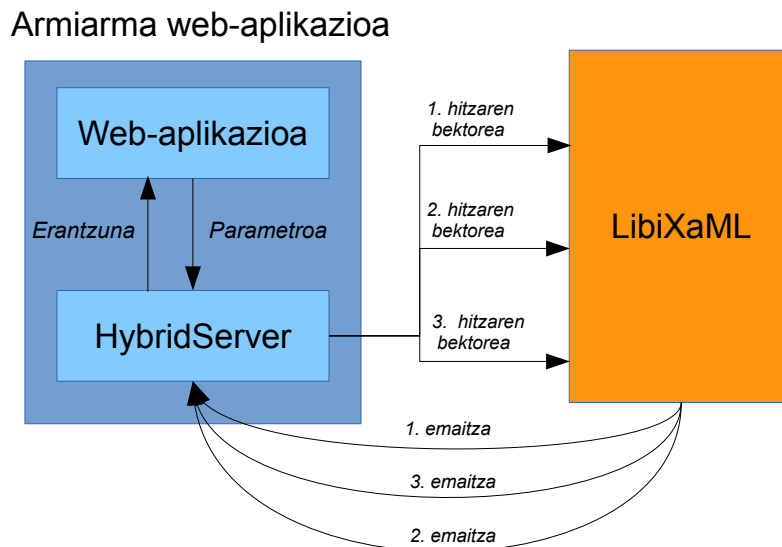 Armiarma web-aplikazioa
Web-aplikazioa
Erantzuna
Parametroa
HybridServer
1. hitzaren
bektorea
2. hitzaren
bektorea
3. hitzaren
bektorea
LibiXaML
1. emaitza
3. emaitza
2. emaitza